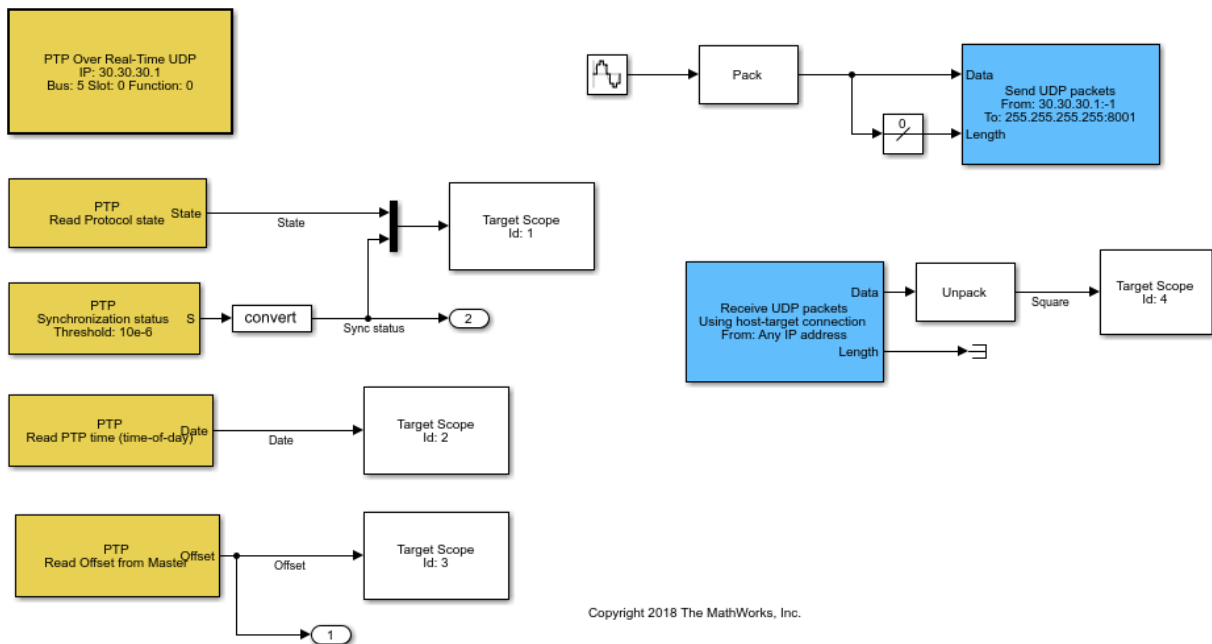 PTP Over Real-Time UDP
IP: 30.30.30.1
Bus: 5 Slot: 0 Function: 0
Pack
Data
Send UDP packets
From: 30.30.30.1:-1
To: 255.255.255.255:8001
Length
0
PTP
Read Protocol state
State
State
Target Scope
Id: 1
PTP
Synchronization status
Threshold: 10e-6
S
convert
Sync status
2
Receive UDP packets
Using host-target connection
From: Any IP address
Data
Length
Unpack
Square
Target Scope
Id: 4
PTP
Read PTP time (time-of-day)
Date
Date
Target Scope
Id: 2
PTP
Read Offset from Master
Offset
Offset
Target Scope
Id: 3
1
Copyright 2018 The MathWorks, Inc.